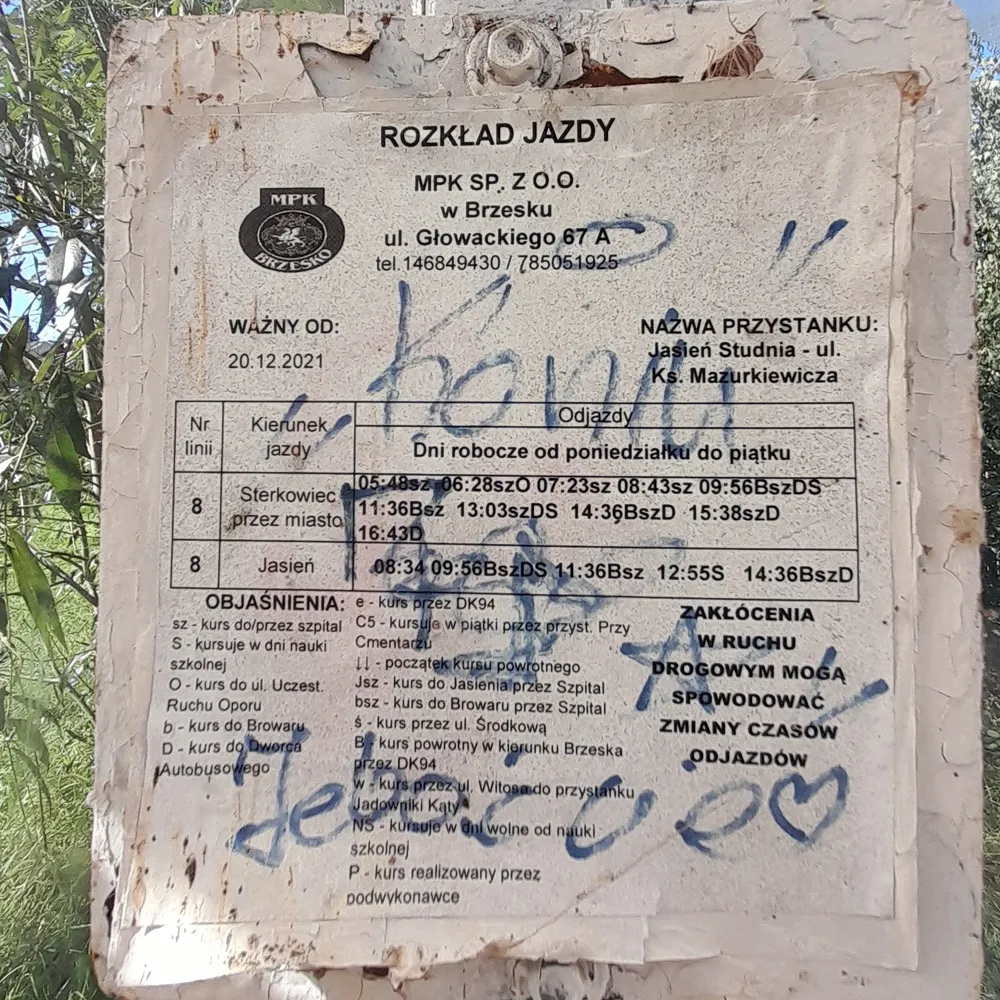 ROZKŁAD JAZDY
MPK SP. Z O.O.
w Brzesku
ul. Głowackiego 67 A
tel.146849430 / 785051925
MPK
BRZESKO
WAŻNY OD:
20.12.2021
NAZWA PRZYSTANKU:
Jasień Studnia - ul.
Ks. Mazurkiewicza
Nr linii
Kierunek jazdy
Odjazdy
Dni robocze od poniedziałku do piątku
8
Sterkowiec przez miasto
05:48sz 06:28szO 07:23sz 08:43sz 09:56BszDS
11:36Bsz 13:03szDS 14:36BszD 15:38szD
16:43D
8 Jasień 08:34 09:56BszDS 11:36Bsz 12:55S 14:36BszD
OBJAŚNIENIA:
sz - kurs do/przez szpital
S - kursuje w dni nauki
szkolnej
O - kurs do ul. Uczest.
Ruchu Oporu
b - kurs do Browaru
D - kurs do Dworca
Autobusowego
e - kurs przez DK94
C5 - kursuje w piątki przez przyst. Przy
Cmentarzu
↓↓ - początek kursu powrotnego
Jsz - kurs do Jasienia przez Szpital
bsz - kurs do Browaru przez Szpital
ś - kurs przez ul. Środkową
B - kurs powrotny w kierunku Brzeska
przez DK94
w - kurs przez ul. Witosa do przystanku
Jadowniki Kąty
NS - kursuje w dni wolne od nauki
szkolnej
P - kurs realizowany przez
podwykonawce
ZAKŁÓCENIA
W RUCHU
DROGOWYM MOGĄ
SPOWODOWAĆ
ZMIANY CZASÓW
ODJAZDÓW